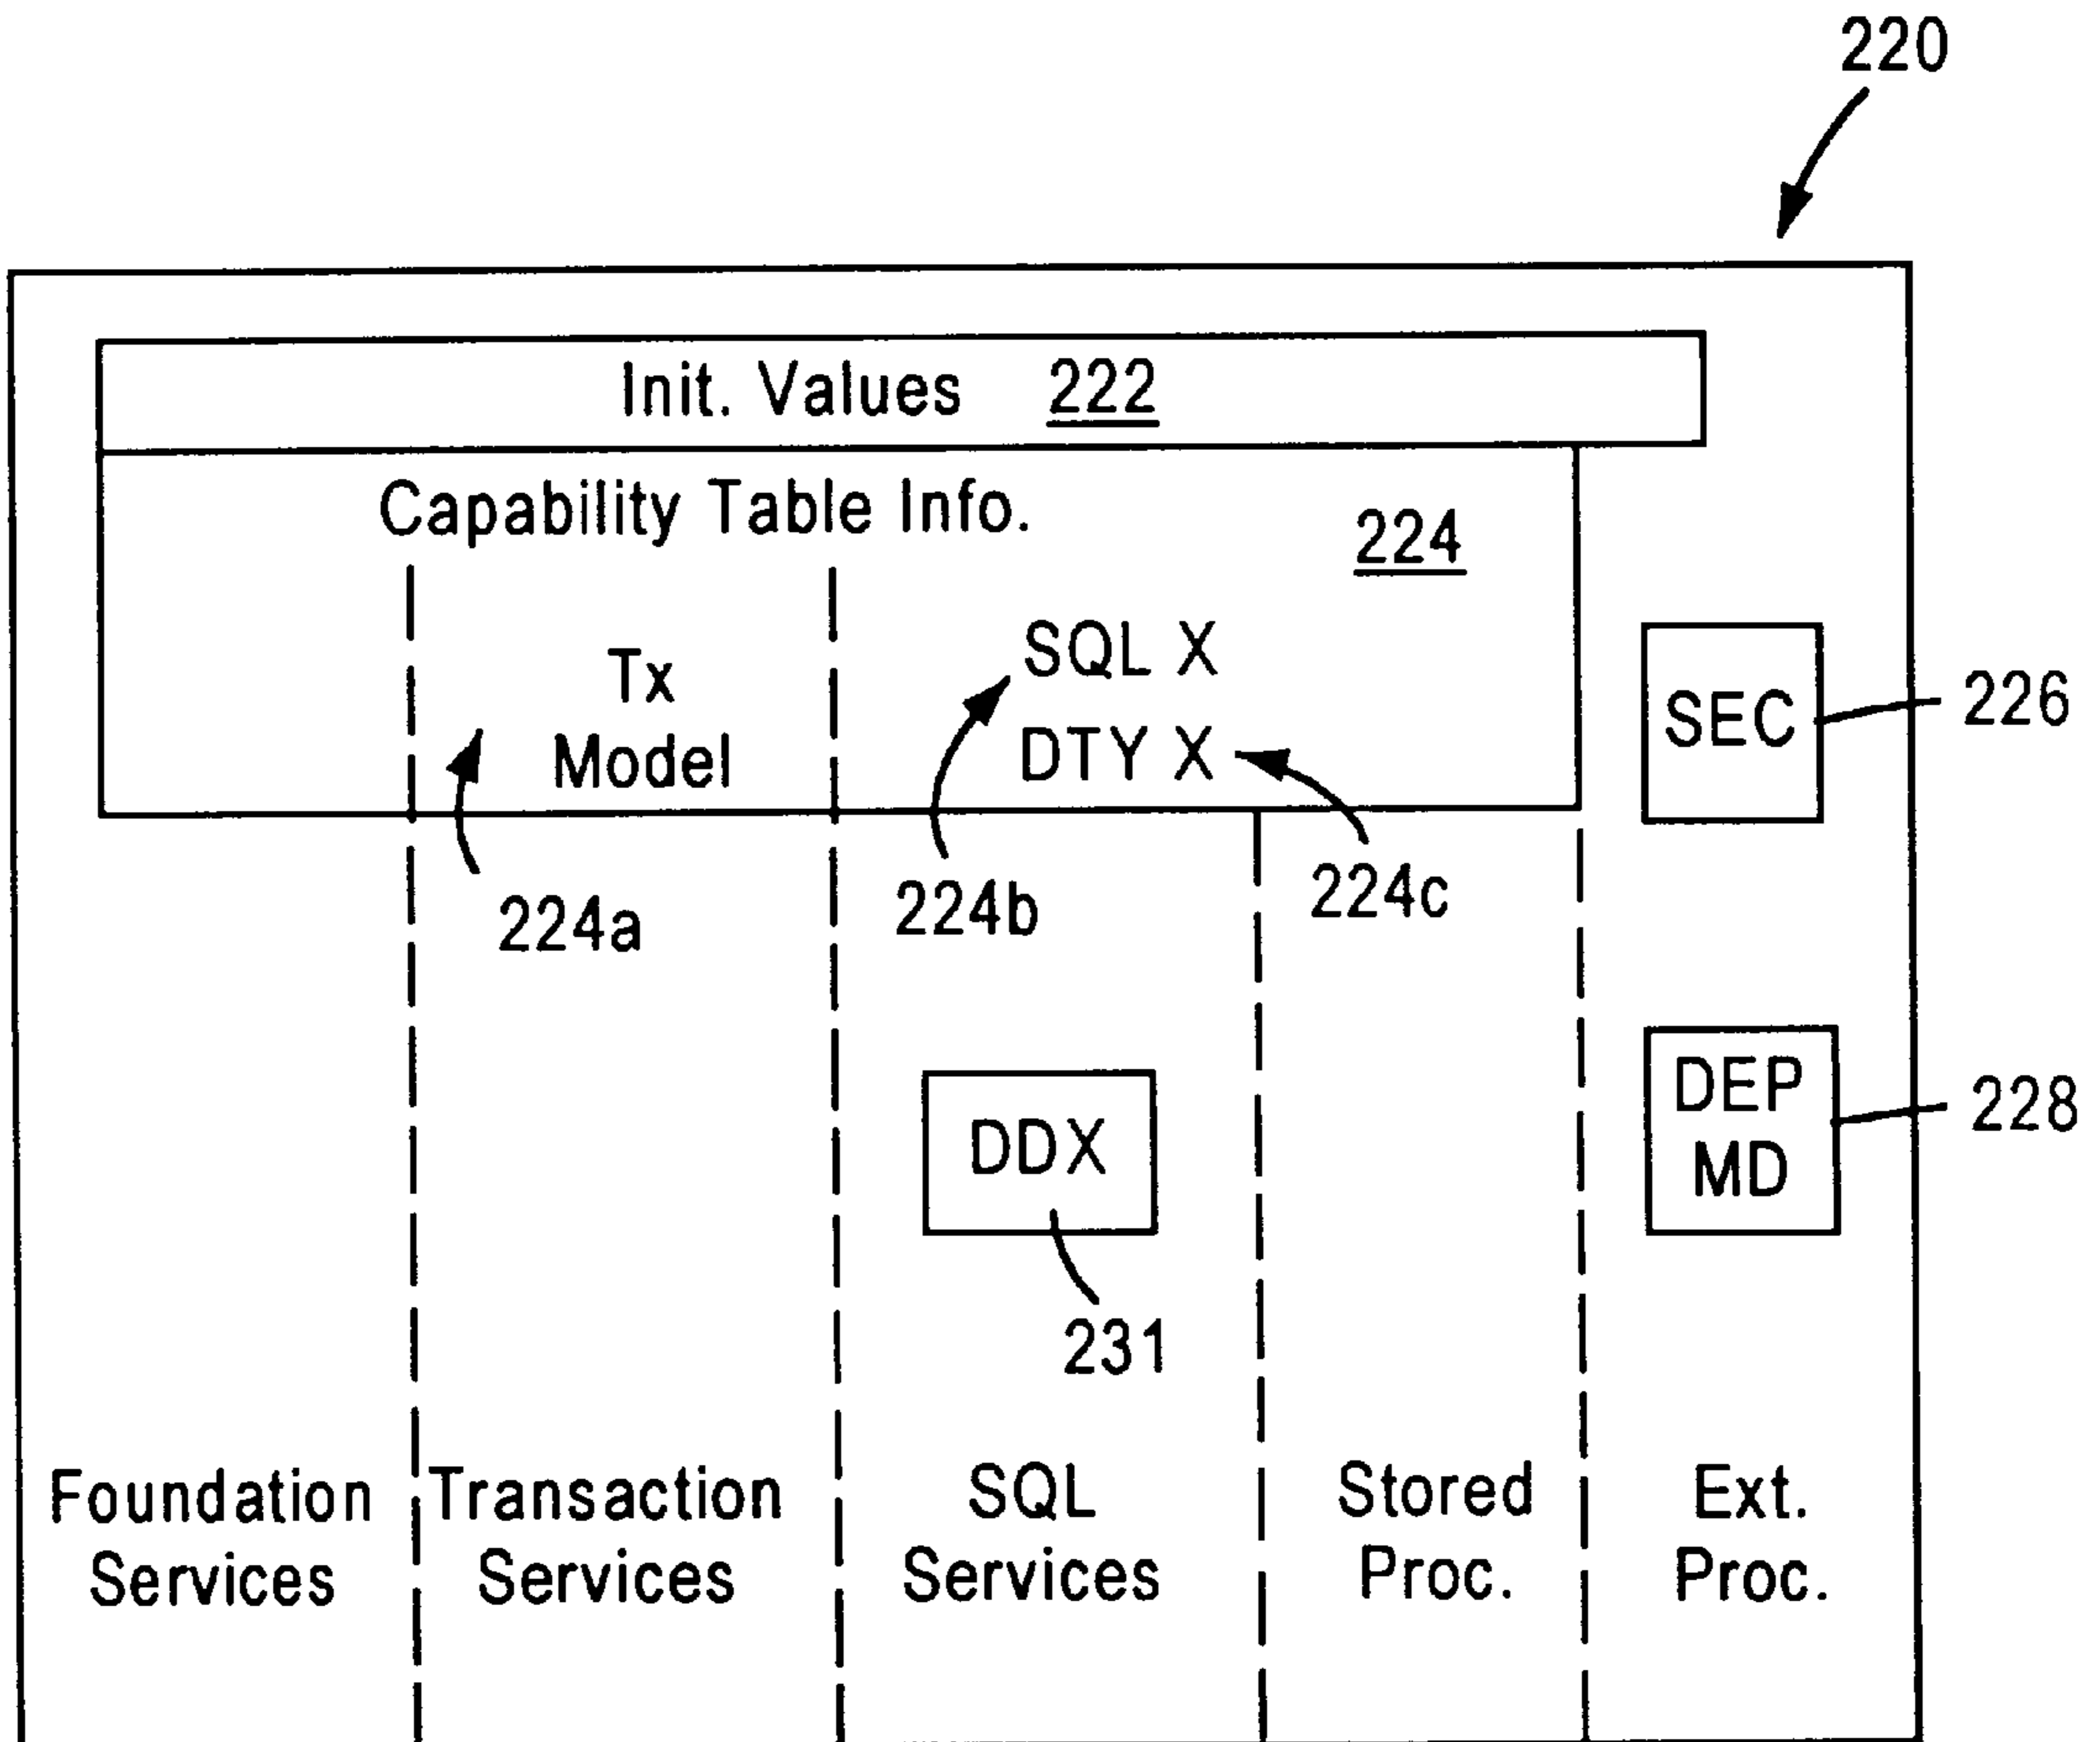 220
Init. Values 222
Capability Table Info.
224
Tx
Model
SQL X
DTY X
SEC
226
224a
224b
224c
DEP
MD
228
DDX
231
Foundation
Services
Transaction
Services
SQL
Services
Stored
Proc.
Ext.
Proc.